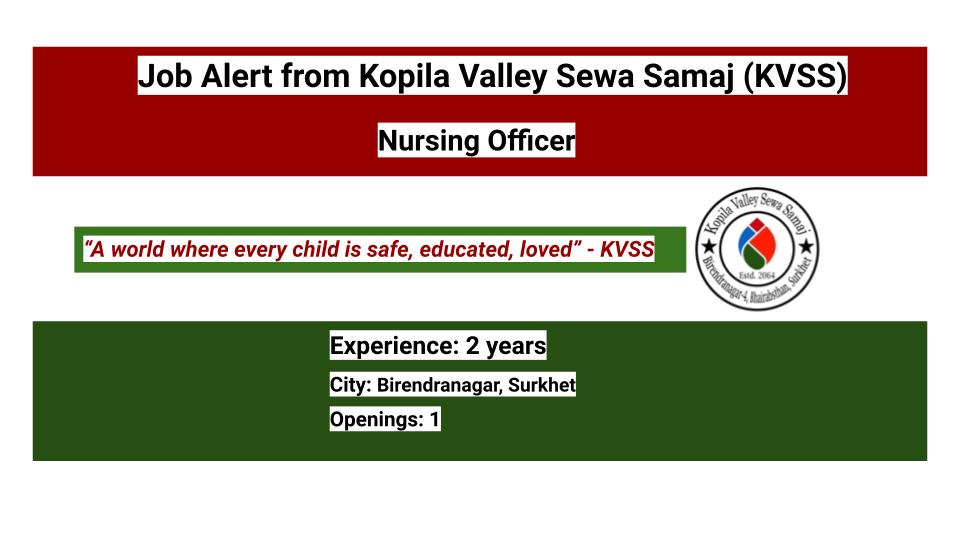 Job Alert from Kopila Valley Sewa Samaj (KVSS)
Nursing Officer
“A world where every child is safe, educated, loved” - KVSS
Kopila Valley Sewa Samaj
Estd. 2064
Birendranagar-4, Bhairabsthan, Surkhet
Experience: 2 years
City: Birendranagar, Surkhet
Openings: 1